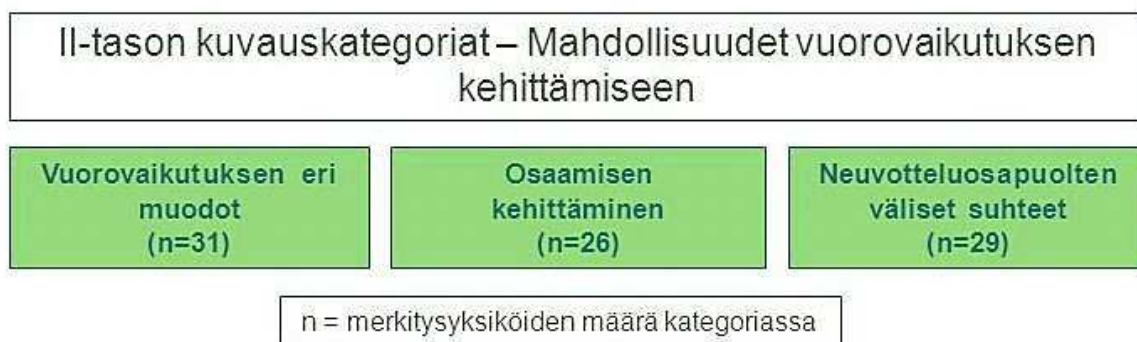 II-tason kuvauskategoriat – Mahdollisuudet vuorovaikutuksen
kehittämiseen
Vuorovaikutuksen eri
muodot
(n=31)
Osaamisen
kehittäminen
(n=26)
Neuvotteluosapuolten
väliset suhteet
(n=29)
n = merkitysyksiköiden määrä kategoriassa